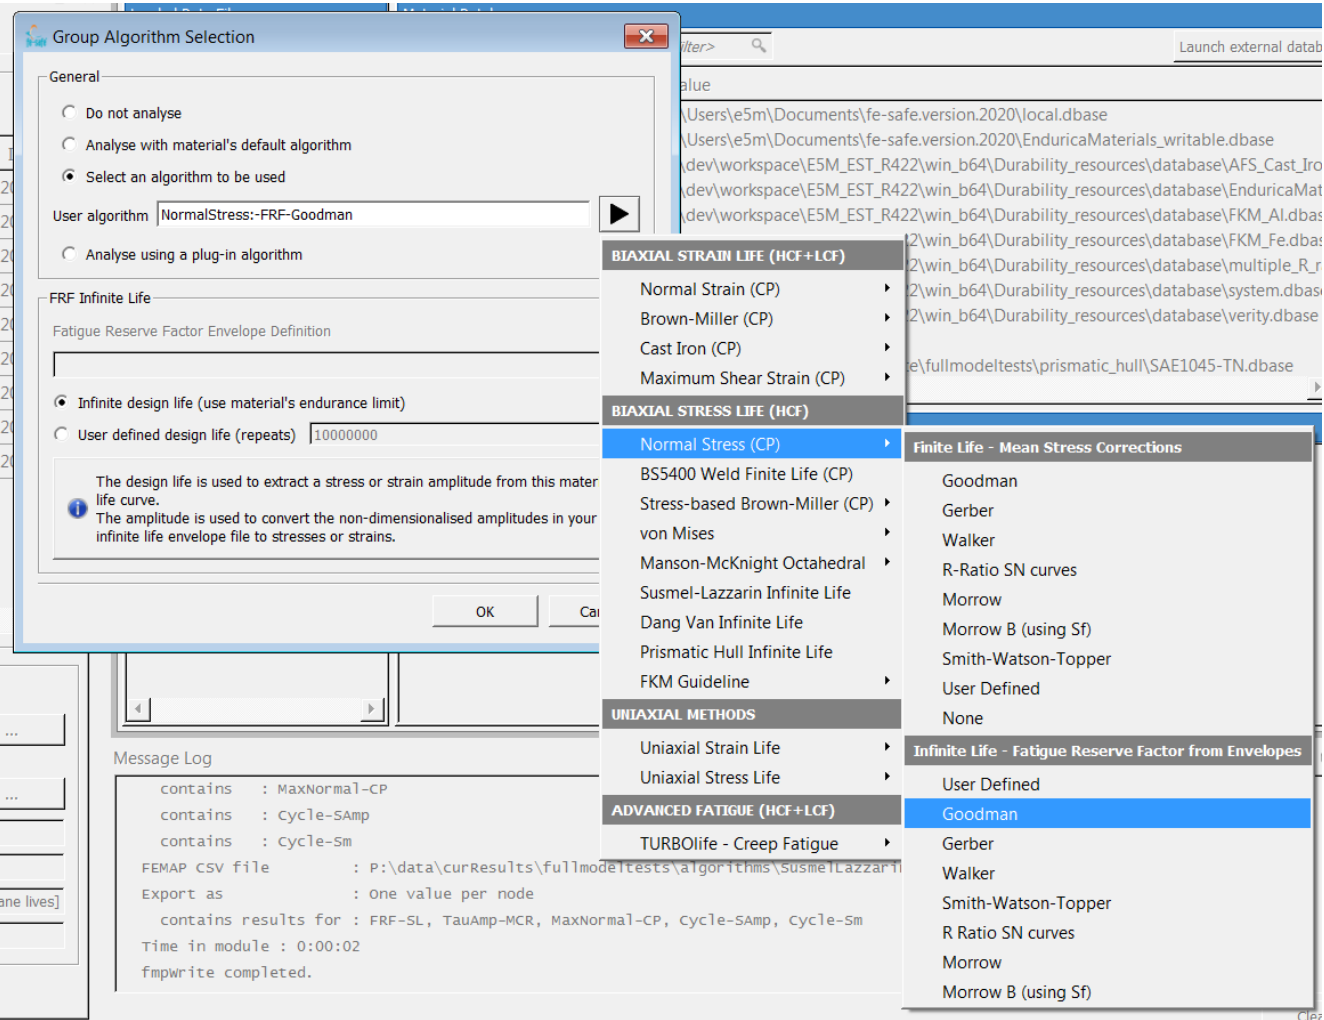 Group Algorithm Selection
General
Do not analyse
Analyse with material's default algorithm
Select an algorithm to be used
User algorithm NormalStress:-FRF-Goodman
Analyse using a plug-in algorithm
FRF Infinite Life
Fatigue Reserve Factor Envelope Definition
Infinite design life (use material's endurance limit)
User defined design life (repeats) 10000000
The design life is used to extract a stress or strain amplitude from this mater
life curve.
The amplitude is used to convert the non-dimensionalised amplitudes in your
infinite life envelope file to stresses or strains.
OK
Ca
ilter>
Launch external datab
alue
\Users\e5m\Documents\fe-safe.version.2020\local.dbase
\Users\e5m\Documents\fe-safe.version.2020\EnduricaMaterials_writable.dbase
\dev\workspace\E5M_EST_R422\win_b64\Durability_resources\database\AFS_Cast_Iro
\dev\workspace\E5M_EST_R422\win_b64\Durability_resources\database\EnduricaMat
\dev\workspace\E5M_EST_R422\win_b64\Durability_resources\database\FKM_Al.dbas
2\win_b64\Durability_resources\database\FKM_Fe.dbas
2\win_b64\Durability_resources\database\multiple_R_r
2\win_b64\Durability_resources\database\system.dbase
2\win_b64\Durability_resources\database\verity.dbase
e\fullmodeltests\prismatic_hull\SAE1045-TN.dbase
BIAXIAL STRAIN LIFE (HCF+LCF)
Normal Strain (CP)
Brown-Miller (CP)
Cast Iron (CP)
Maximum Shear Strain (CP)
BIAXIAL STRESS LIFE (HCF)
Normal Stress (CP)
BS5400 Weld Finite Life (CP)
Stress-based Brown-Miller (CP)
von Mises
Manson-McKnight Octahedral
Susmel-Lazzarin Infinite Life
Dang Van Infinite Life
Prismatic Hull Infinite Life
FKM Guideline
UNIAXIAL METHODS
Uniaxial Strain Life
Uniaxial Stress Life
ADVANCED FATIGUE (HCF+LCF)
TURBOlife - Creep Fatigue
Finite Life - Mean Stress Corrections
Goodman
Gerber
Walker
R-Ratio SN curves
Morrow
Morrow B (using Sf)
Smith-Watson-Topper
User Defined
None
Infinite Life - Fatigue Reserve Factor from Envelopes
User Defined
Goodman
Gerber
Walker
Smith-Watson-Topper
R Ratio SN curves
Morrow
Morrow B (using Sf)
...
...
ane lives]
Message Log
contains : MaxNormal-CP
contains : Cycle-SAmp
contains : Cycle-Sm
FEMAP CSV file : P:\data\curResults\fullmodeltests\algorithms\SusmelLazzari
Export as : One value per node
contains results for : FRF-SL, TauAmp-MCR, MaxNormal-CP, Cycle-SAmp, Cycle-Sm
Time in module : 0:00:02
fmpWrite completed.
Clea